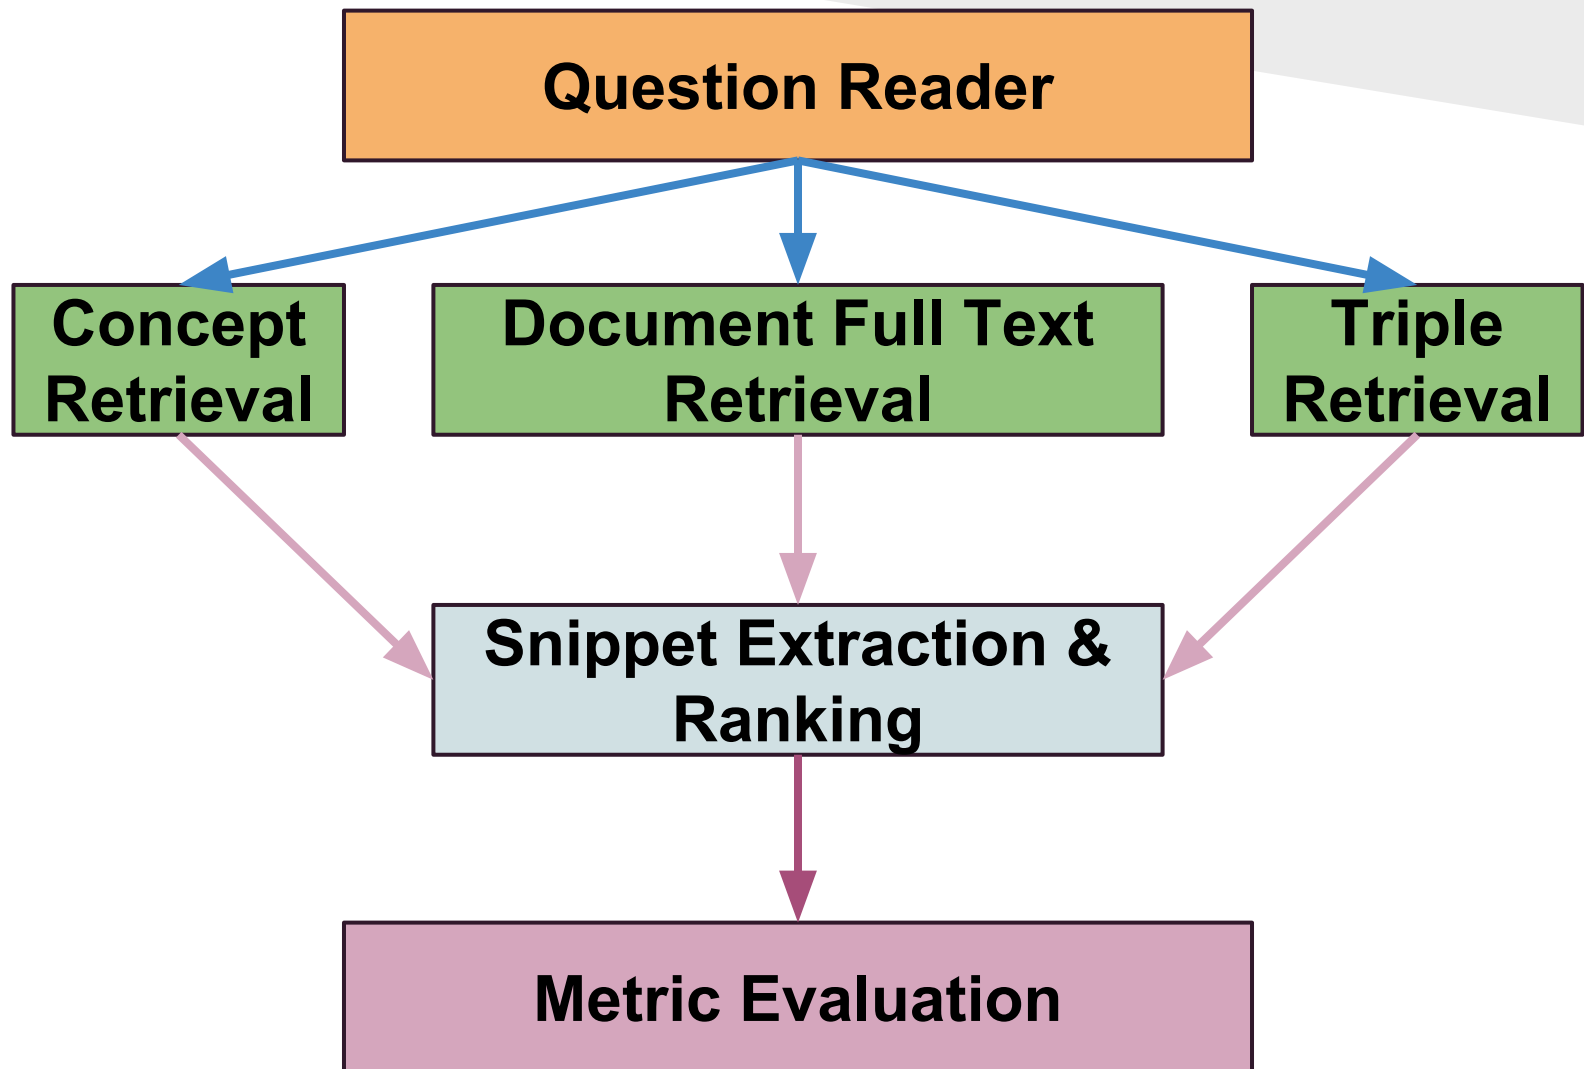 Question Reader
Concept
Retrieval
Document Full Text
Retrieval
Triple
Retrieval
Snippet Extraction &
Ranking
Metric Evaluation